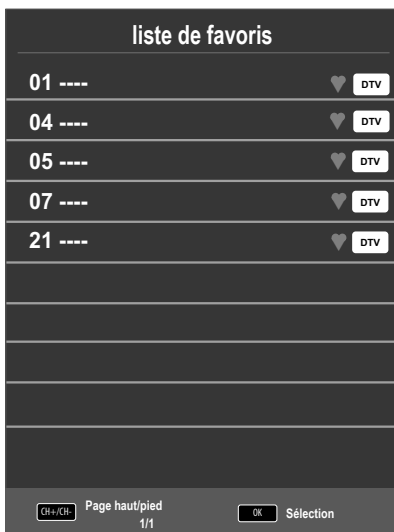 liste de favoris
01 ---- DTV
04 ---- DTV
05 ---- DTV
07 ---- DTV
21 ---- DTV
CH+/CH- Page haut/pied OK Sélection
1/1